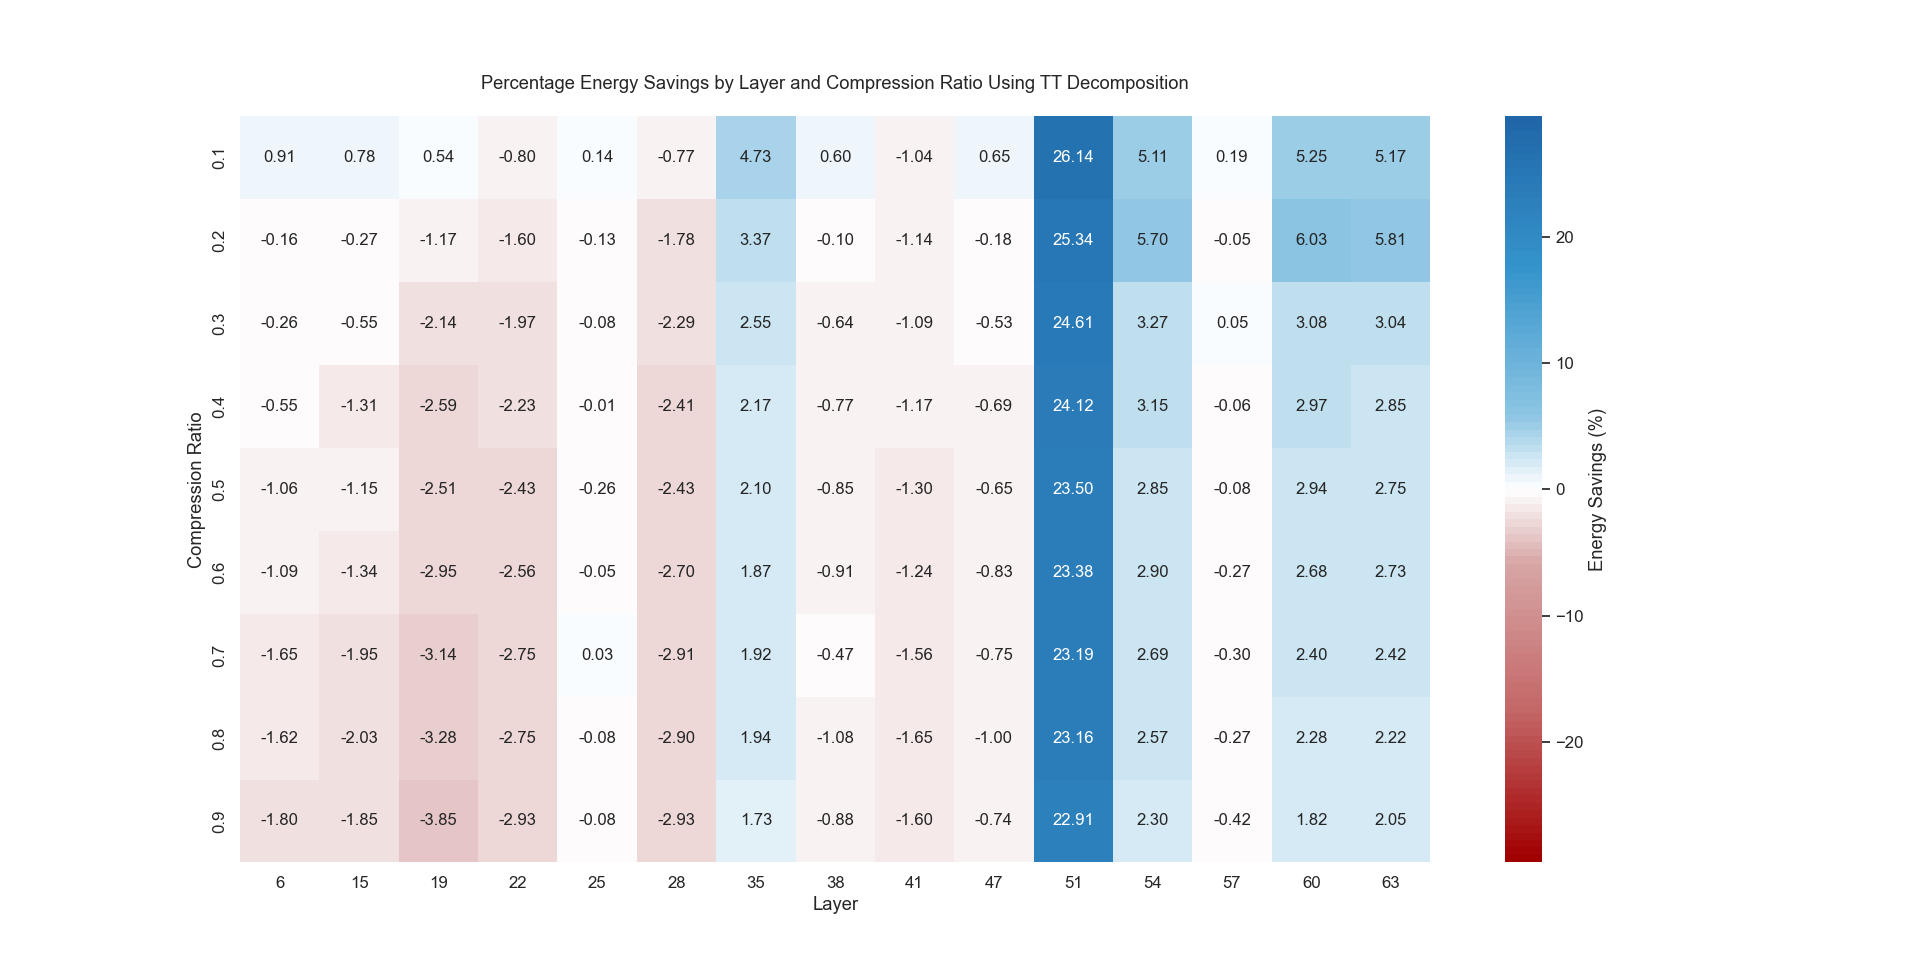 Percentage Energy Savings by Layer and Compression Ratio Using TT Decomposition
Compression Ratio
0.1 0.91 0.78 0.54 -0.80 0.14 -0.77 4.73 0.60 -1.04 0.65 26.14 5.11 0.19 5.25 5.17
0.2 -0.16 -0.27 -1.17 -1.60 -0.13 -1.78 3.37 -0.10 -1.14 -0.18 25.34 5.70 -0.05 6.03 5.81
0.3 -0.26 -0.55 -2.14 -1.97 -0.08 -2.29 2.55 -0.64 -1.09 -0.53 24.61 3.27 0.05 3.08 3.04
0.4 -0.55 -1.31 -2.59 -2.23 -0.01 -2.41 2.17 -0.77 -1.17 -0.69 24.12 3.15 -0.06 2.97 2.85
0.5 -1.06 -1.15 -2.51 -2.43 -0.26 -2.43 2.10 -0.85 -1.30 -0.65 23.50 2.85 -0.08 2.94 2.75
0.6 -1.09 -1.34 -2.95 -2.56 -0.05 -2.70 1.87 -0.91 -1.24 -0.83 23.38 2.90 -0.27 2.68 2.73
0.7 -1.65 -1.95 -3.14 -2.75 0.03 -2.91 1.92 -0.47 -1.56 -0.75 23.19 2.69 -0.30 2.40 2.42
0.8 -1.62 -2.03 -3.28 -2.75 -0.08 -2.90 1.94 -1.08 -1.65 -1.00 23.16 2.57 -0.27 2.28 2.22
0.9 -1.80 -1.85 -3.85 -2.93 -0.08 -2.93 1.73 -0.88 -1.60 -0.74 22.91 2.30 -0.42 1.82 2.05
6 15 19 22 25 28 35 38 41 47 51 54 57 60 63
Layer
20
10
0
−10
−20
Energy Savings (%)